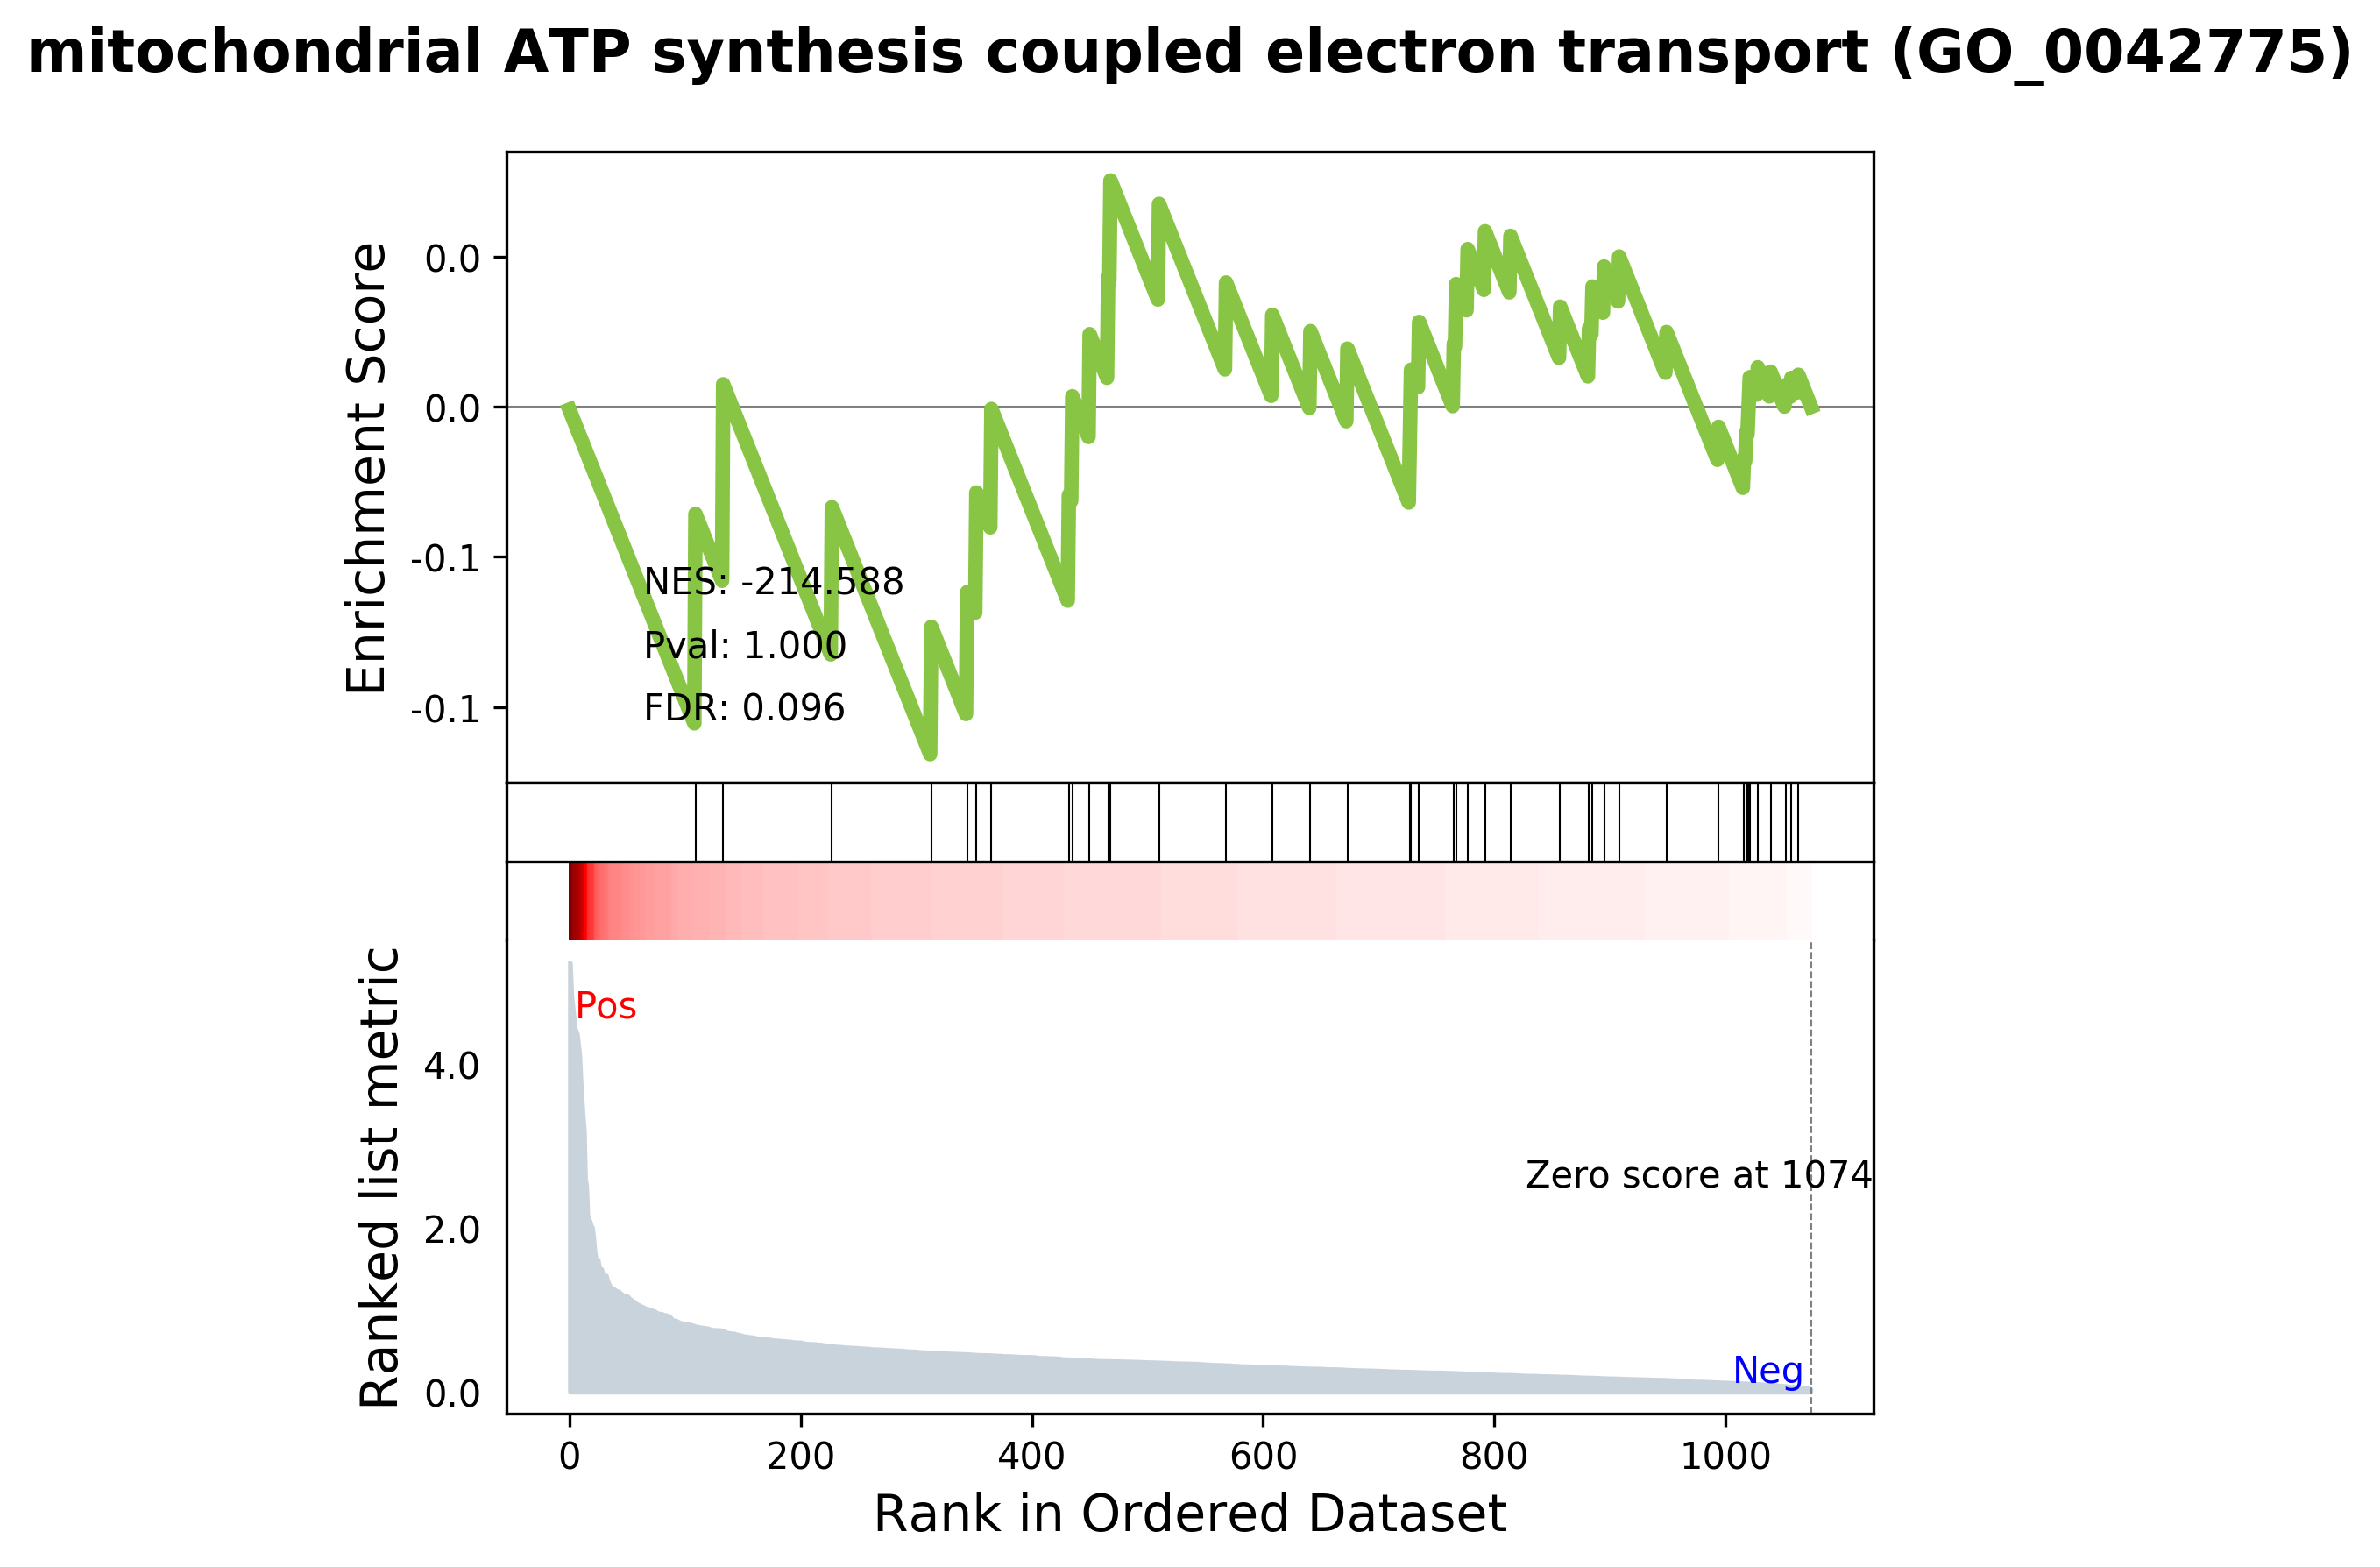 mitochondrial ATP synthesis coupled electron transport (GO_0042775)
Enrichment Score
0.0
0.0
-0.1
-0.1
NES: -214.588
Pval: 1.000
FDR: 0.096
Ranked list metric
Pos
4.0
Zero score at 1074
2.0
Neg
0.0
0 200 400 600 800 1000
Rank in Ordered Dataset